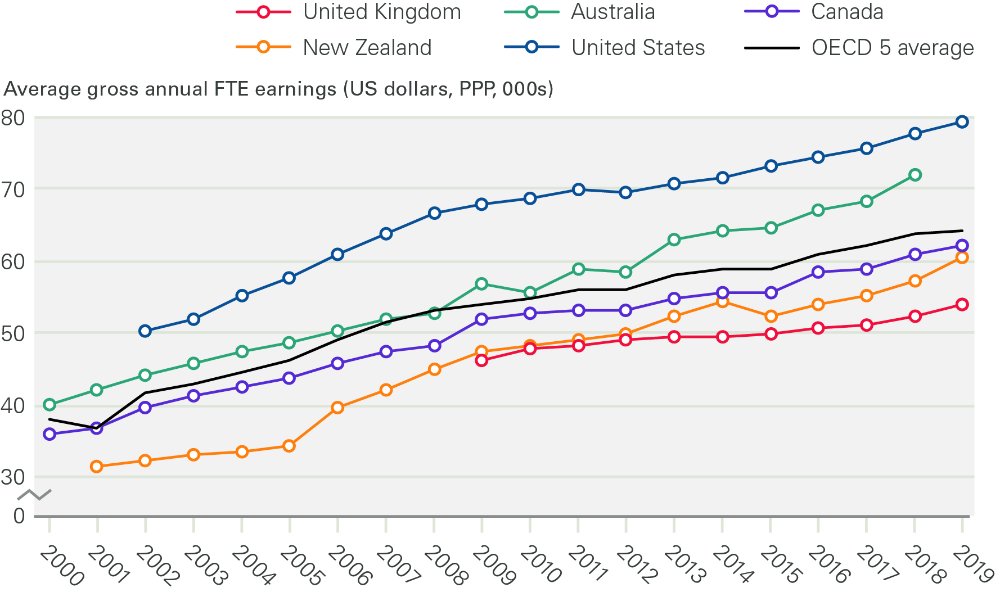 United Kingdom Australia Canada
New Zealand United States OECD 5 average
Average gross annual FTE earnings (US dollars, PPP, 000s)
80
70
60
50
40
30
0
2000 2001 2002 2003 2004 2005 2006 2007 2008 2009 2010 2011 2012 2013 2014 2015 2016 2017 2018 2019